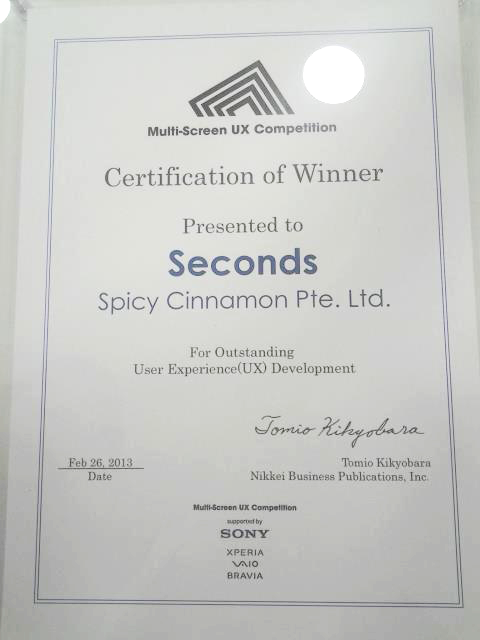 Multi-Screen UX Competition
Certification of Winner
Presented to
Seconds
Spicy Cinnamon Pte. Ltd.
For Outstanding
User Experience(UX) Development
Tomio Kikyobara
Feb 26, 2013
Date
Tomio Kikyobara
Nikkei Business Publications, Inc.
Multi-Screen UX Competition
supported by
SONY
XPERIA
VAIO
BRAVIA